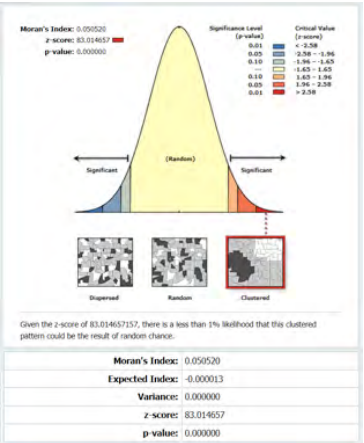 Moran's Index: 0.050520
z-score: 83.014657
p-value: 0.000000
Significance Level
(p-value)
Critical Value
(z-score)
0.01 < -2.58
0.05 -2.58 - -1.96
0.10 -1.96 - -1.65
--- -1.65 - 1.65
0.10 1.65 - 1.96
0.05 1.96 - 2.58
0.01 > 2.58
Significant
(Random)
Significant
Dispersed
Random
Clustered
Given the z-score of 83.014657157, there is a less than 1% likelihood that this clustered
pattern could be the result of random chance.
Moran's Index: 0.050520
Expected Index: -0.000013
Variance: 0.000000
z-score: 83.014657
p-value: 0.000000